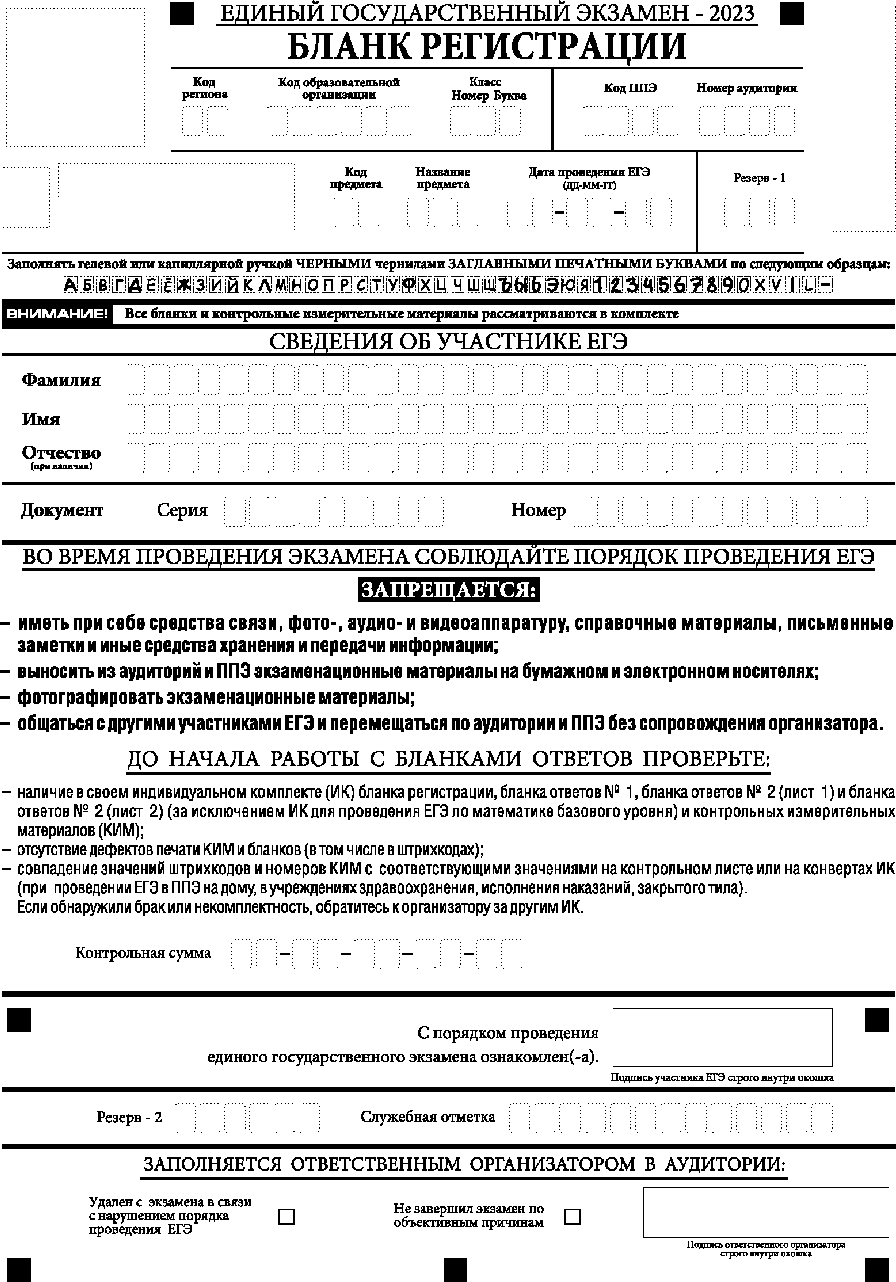 ЕДИНЫЙ ГОСУДАРСТВЕННЫЙ ЭКЗАМЕН - 2023
БЛАНК РЕГИСТРАЦИИ
Код региона
Код образовательной организации
Класс Номер Буква
Код ППЭ
Номер аудитории
Код предмета
Название предмета
Дата проведения ЕГЭ (ДД-ММ-ГГ)
Резерв - 1
Заполнять гелевой или капиллярной ручкой ЧЕРНЫМИ чернилами ЗАГЛАВНЫМИ ПЕЧАТНЫМИ БУКВАМИ по следующим образцам:
АБВГДЕЁЖЗИЙКЛМНОПРСТУФХЦЧШЩЪЫЬЭЮЯ1234567890XVIL-
ВНИМАНИЕ! Все бланки и контрольные измерительные материалы рассматриваются в комплекте
СВЕДЕНИЯ ОБ УЧАСТНИКЕ ЕГЭ
Фамилия
Имя
Отчество
(при наличии)
Документ Серия Номер
ВО ВРЕМЯ ПРОВЕДЕНИЯ ЭКЗАМЕНА СОБЛЮДАЙТЕ ПОРЯДОК ПРОВЕДЕНИЯ ЕГЭ
ЗАПРЕЩАЕТСЯ:
– иметь при себе средства связи, фото-, аудио- и видеоаппаратуру, справочные материалы, письменные
заметки и иные средства хранения и передачи информации;
– выносить из аудиторий и ППЭ экзаменационные материалы на бумажном и электронном носителях;
– фотографировать экзаменационные материалы;
– общаться с другими участниками ЕГЭ и перемещаться по аудитории и ППЭ без сопровождения организатора.
ДО НАЧАЛА РАБОТЫ С БЛАНКАМИ ОТВЕТОВ ПРОВЕРЬТЕ:
– наличие в своем индивидуальном комплекте (ИК) бланка регистрации, бланка ответов № 1, бланка ответов № 2 (лист 1) и бланка
ответов № 2 (лист 2) (за исключением ИК для проведения ЕГЭ по математике базового уровня) и контрольных измерительных
материалов (КИМ);
– отсутствие дефектов печати КИМ и бланков (в том числе в штрихкодах);
– совпадение значений штрихкодов и номеров КИМ с соответствующими значениями на контрольном листе или на конвертах ИК
(при проведении ЕГЭ в ППЭ на дому, в учреждениях здравоохранения, исполнения наказаний, закрытого типа).
Если обнаружили брак или некомплектность, обратитесь к организатору за другим ИК.
Контрольная сумма - - - -
С порядком проведения
единого государственного экзамена ознакомлен(-а).
Подпись участника ЕГЭ строго внутри окошка
Резерв - 2 Служебная отметка
ЗАПОЛНЯЕТСЯ ОТВЕТСТВЕННЫМ ОРГАНИЗАТОРОМ В АУДИТОРИИ:
Удален с экзамена в связи
с нарушением порядка
проведения ЕГЭ
Не завершил экзамен по
объективным причинам
Подпись ответственного организатора
строго внутри окошка